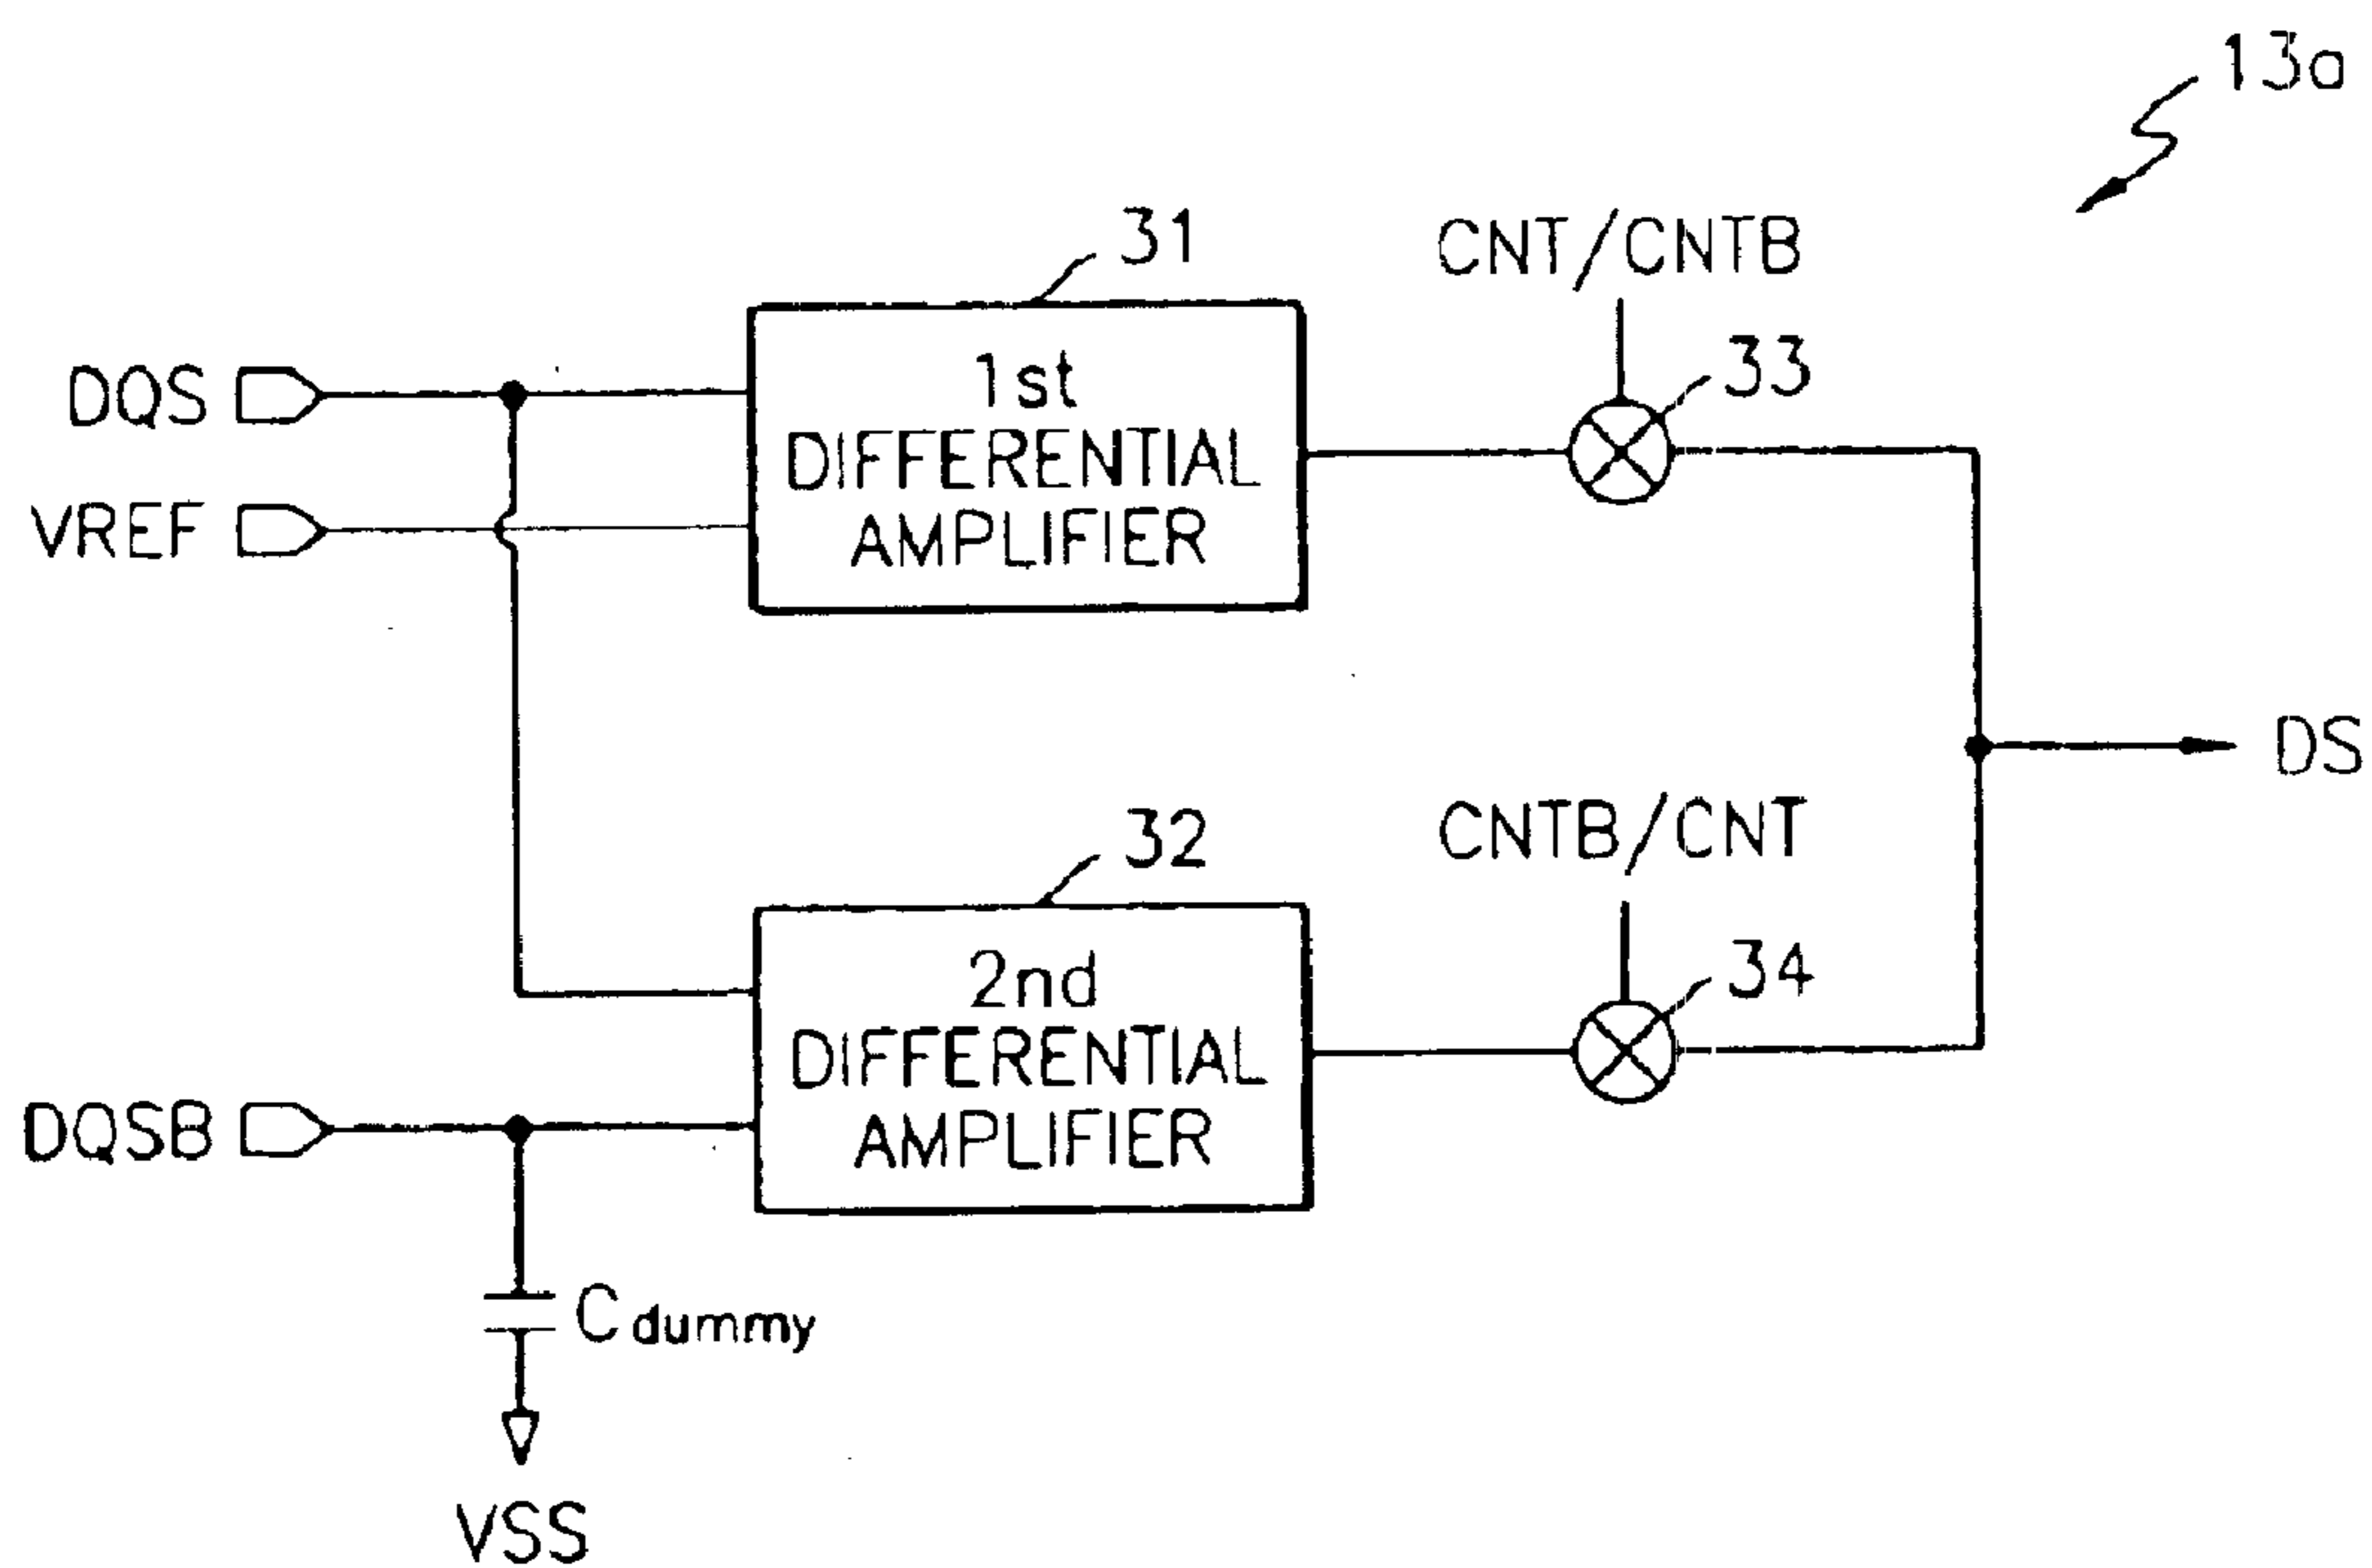 13a
31
CNT/CNTB
33
DQS
1st
DIFFERENTIAL
AMPLIFIER
VREF
DS
32
CNTB/CNT
34
2nd
DIFFERENTIAL
AMPLIFIER
DQSB
Cdummy
VSS